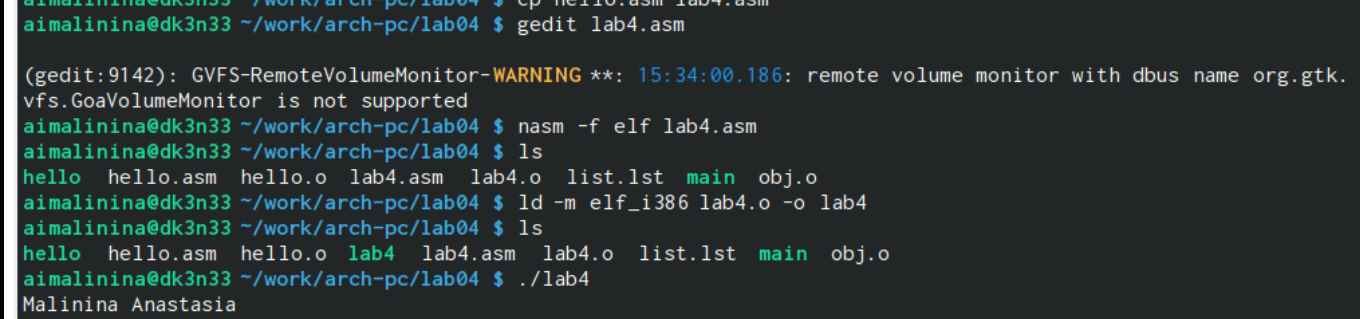 aimalinina@dk3n33 ~/work/arch-pc/lab04 $ cp hello.asm lab4.asm
aimalinina@dk3n33 ~/work/arch-pc/lab04 $ gedit lab4.asm
(gedit:9142): GVFS-RemoteVolumeMonitor-WARNING **: 15:34:00.186: remote volume monitor with dbus name org.gtk.
vfs.GoaVolumeMonitor is not supported
aimalinina@dk3n33 ~/work/arch-pc/lab04 $ nasm -f elf lab4.asm
aimalinina@dk3n33 ~/work/arch-pc/lab04 $ ls
hello hello.asm hello.o lab4.asm lab4.o list.lst main obj.o
aimalinina@dk3n33 ~/work/arch-pc/lab04 $ ld -m elf_i386 lab4.o -o lab4
aimalinina@dk3n33 ~/work/arch-pc/lab04 $ ls
hello hello.asm hello.o lab4 lab4.asm lab4.o list.lst main obj.o
aimalinina@dk3n33 ~/work/arch-pc/lab04 $ ./lab4
Malinina Anastasia